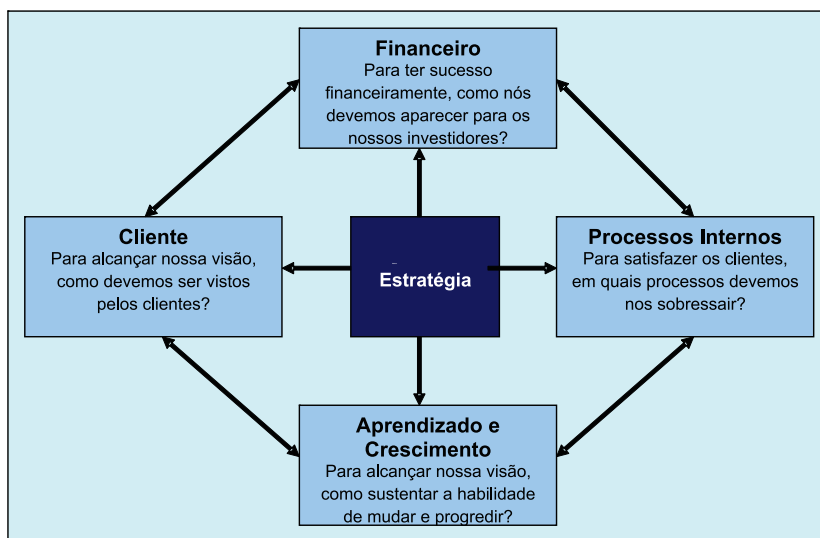 Financeiro
Para ter sucesso
financeiramente, como nós
devemos aparecer para os
nossos investidores?
Cliente
Para alcançar nossa visão,
como devemos ser vistos
pelos clientes?
Estratégia
Processos Internos
Para satisfazer os clientes,
em quais processos devemos
nos sobressair?
Aprendizado e
Crescimento
Para alcançar nossa visão,
como sustentar a habilidade
de mudar e progredir?